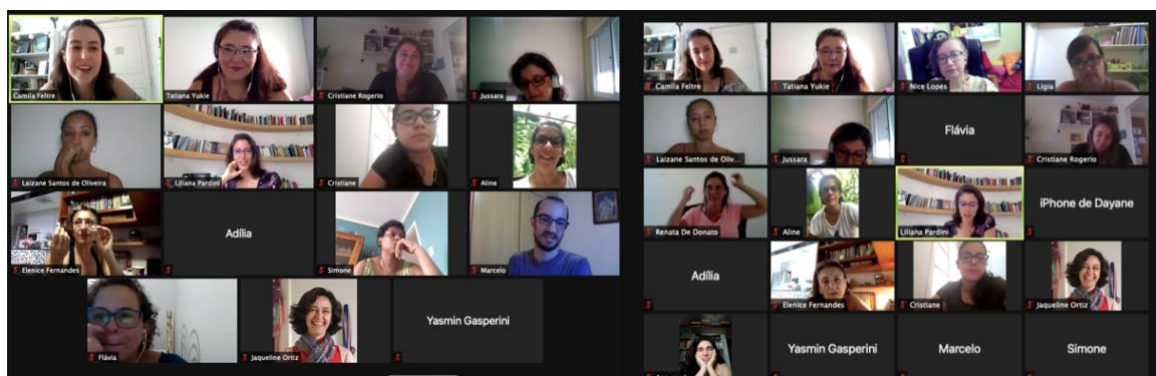 Camila Feltre
Tatiana Yukie
Cristiane Rogerio
Jussara
Laizane Santos de Oliveira
Liliana Pardini
Cristiane
Aline
Elenice Fernandes
Adília
Simone
Marcelo
Flávia
Jaqueline Ortiz
Yasmin Gasperini
Camila Feltre
Tatiana Yukie
Nice Lopes
Ligia
Laizane Santos de Oliv...
Jussara
Flávia
Cristiane Rogerio
Renata De Donato
Aline
Liliana Pardini
iPhone de Dayane
Adília
Elenice Fernandes
Cristiane
Jaqueline Ortiz
Yasmin Gasperini
Marcelo
Simone